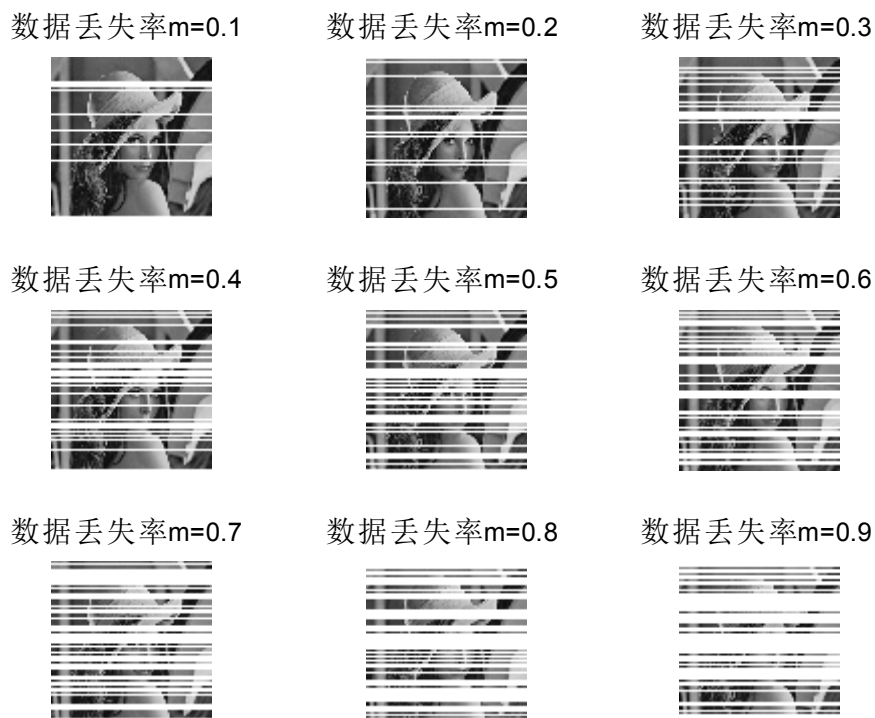 数据丢失率m=0.1
数据丢失率m=0.2
数据丢失率m=0.3
数据丢失率m=0.4
数据丢失率m=0.5
数据丢失率m=0.6
数据丢失率m=0.7
数据丢失率m=0.8
数据丢失率m=0.9